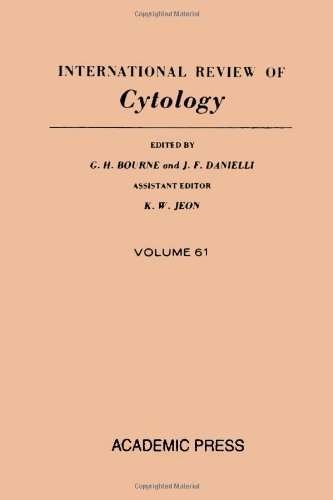 INTERNATIONAL REVIEW OF
Cytology
EDITED BY
G. H. BOURNE and J. F. DANIELLI
ASSISTANT EDITOR
K. W. JEON
VOLUME 61
ACADEMIC PRESS